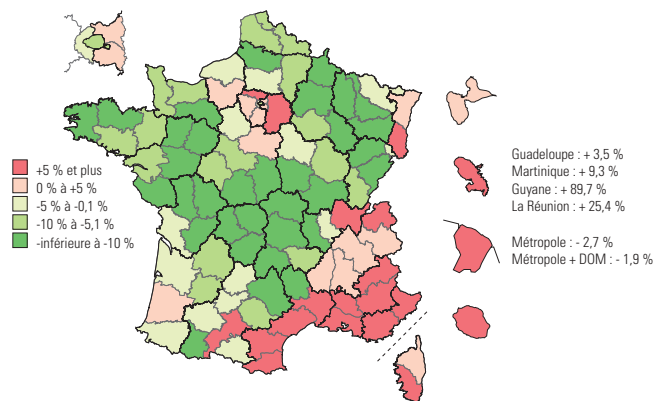 +5 % et plus
0 % à +5 %
-5 % à -0,1 %
-10 % à -5,1 %
-inférieure à -10 %
Guadeloupe : + 3,5 %
Martinique : + 9,3 %
Guyane : + 89,7 %
La Réunion : + 25,4 %
Métropole : - 2,7 %
Métropole + DOM : - 1,9 %